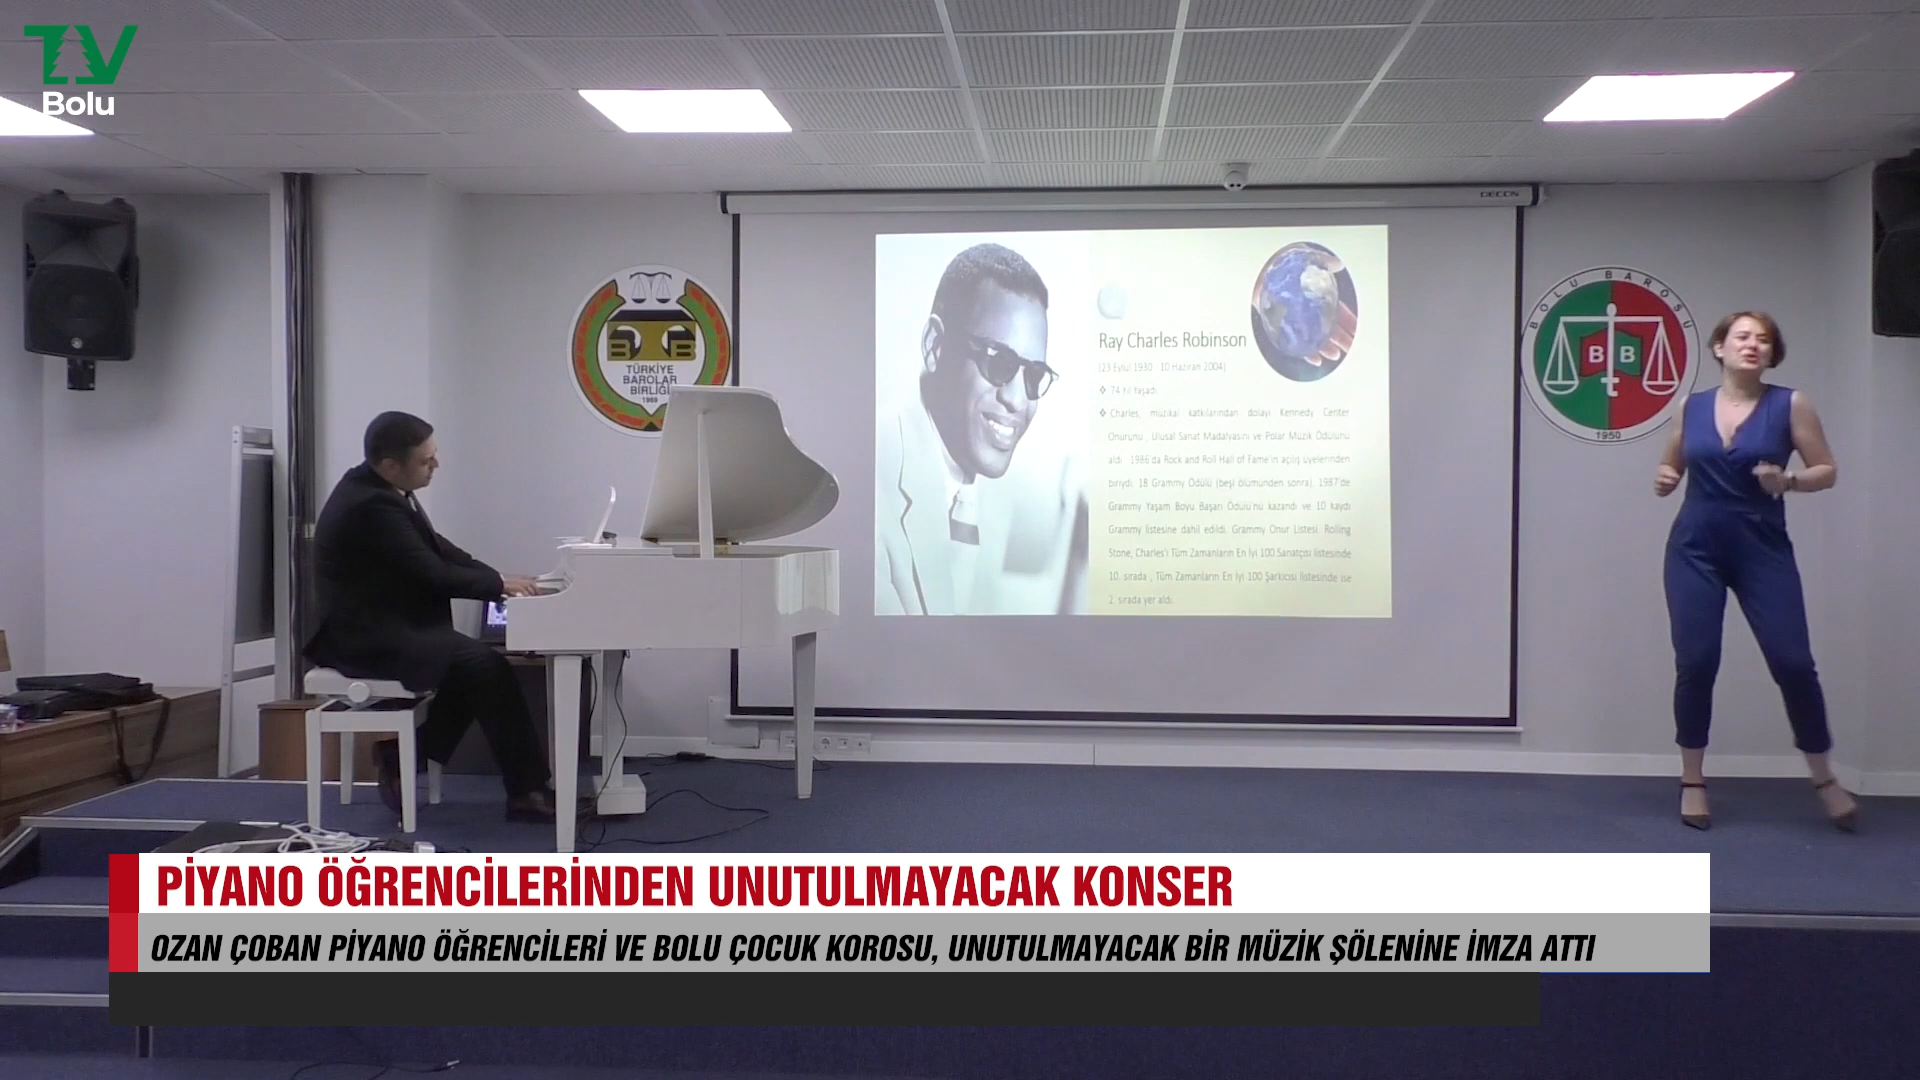 TV
Bolu
DECON
TÜRKİYE
BAROLAR
BİRLİĞİ
1969
BOLU BAROSU
B B
t
1950
Ray Charles Robinson
(23 Eylül 1930 - 10 Haziran 2004)
❖ 74 Yıl Yaşadı.
❖ Charles, müzikal katkılarından dolayı Kennedy Center
Onurunu , Ulusal Sanat Madalyasını ve Polar Müzik Ödülünü
aldı. 1986'da Rock and Roll Hall of Fame'in açılış üyelerinden
biriydi. 18 Grammy Ödülü (beşi ölümünden sonra). 1987'de
Grammy Yaşam Boyu Başarı Ödülü'nü kazandı ve 10 kaydı
Grammy listesine dahil edildi. Grammy Onur Listesi. Rolling
Stone, Charles'ı Tüm Zamanların En İyi 100 Sanatçısı listesinde
10. sırada , Tüm Zamanların En İyi 100 Şarkıcısı listesinde ise
2. sırada yer aldı.
PİYANO ÖĞRENCİLERİNDEN UNUTULMAYACAK KONSER
OZAN ÇOBAN PİYANO ÖĞRENCİLERİ VE BOLU ÇOCUK KOROSU, UNUTULMAYACAK BİR MÜZİK ŞÖLENİNE İMZA ATTI